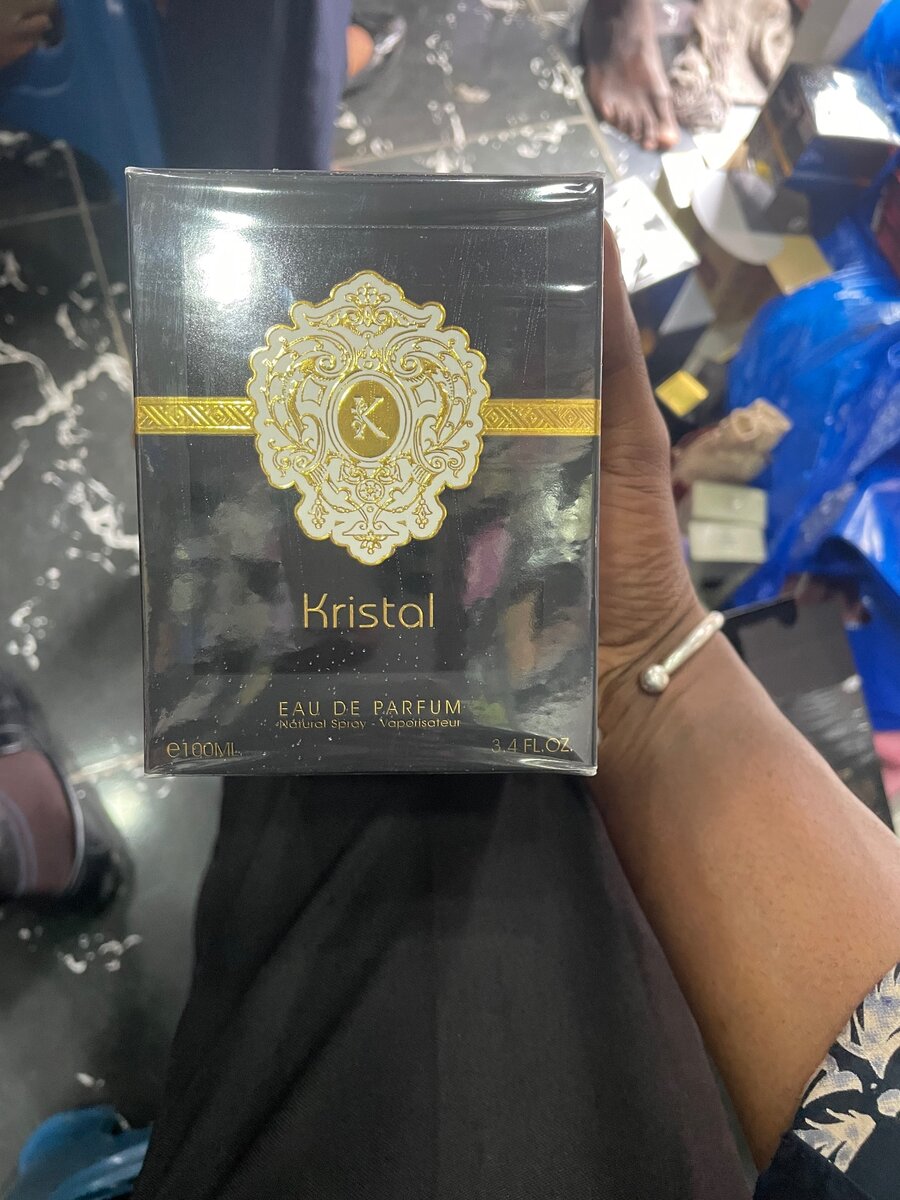 K
Kristal
EAU DE PARFUM
Natural Spray - Vaporisateur
e100ML
3.4 FL.OZ.